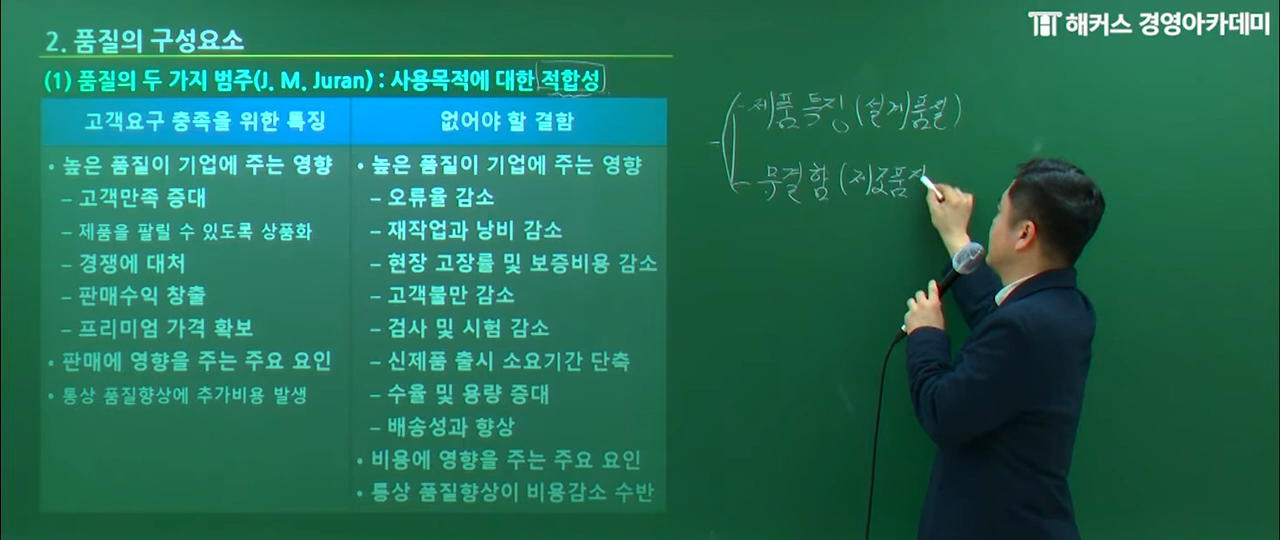 해커스 경영아카데미
2. 품질의 구성요소
(1) 품질의 두 가지 범주(J. M. Juran) : 사용목적에 대한 적합성
고객요구 충족을 위한 특징
• 높은 품질이 기업에 주는 영향
– 고객만족 증대
– 제품을 팔릴 수 있도록 상품화
– 경쟁에 대처
– 판매수익 창출
– 프리미엄 가격 확보
• 판매에 영향을 주는 주요 요인
• 통상 품질향상에 추가비용 발생
없어야 할 결함
• 높은 품질이 기업에 주는 영향
– 오류율 감소
– 재작업과 낭비 감소
– 현장 고장률 및 보증비용 감소
– 고객불만 감소
– 검사 및 시험 감소
– 신제품 출시 소요기간 단축
– 수율 및 용량 증대
– 배송성과 향상
• 비용에 영향을 주는 주요 요인
• 통상 품질향상이 비용감소 수반
제품 특징 (설계품질)
무결함 (제조품